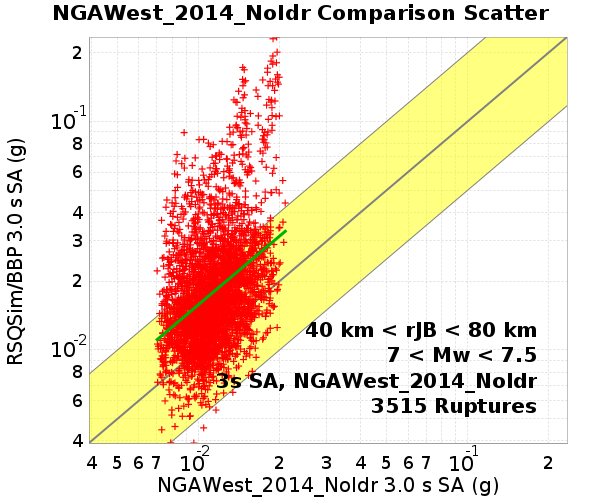 NGAWest_2014_NoIdr Comparison Scatter
RSQSim/BBP 3.0 s SA (g)
2
10-1
8
6
4
3
2
10-2
8
6
4
40 km < rJB < 80 km
7 < Mw < 7.5
3s SA, NGAWest_2014_NoIdr
3515 Ruptures
4 5 6 7 10-2 2 3 4 5 6 7 10-1 2
NGAWest_2014_NoIdr 3.0 s SA (g)